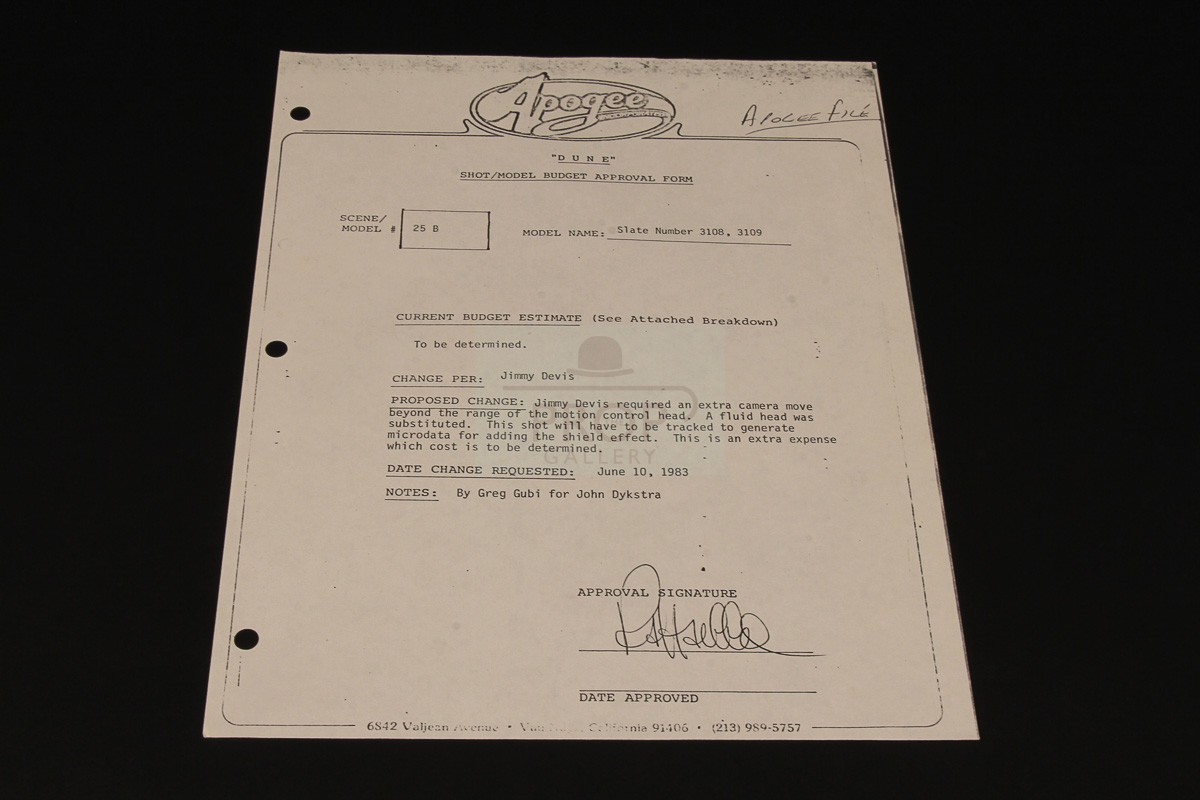 Apogee
APOGEE FILE
"DUNE"
SHOT/MODEL BUDGET APPROVAL FORM
SCENE/
MODEL # 25 B
MODEL NAME: Slate Number 3108, 3109
CURRENT BUDGET ESTIMATE (See Attached Breakdown)
To be determined.
CHANGE PER: Jimmy Devis
PROPOSED CHANGE: Jimmy Devis required an extra camera move
beyond the range of the motion control head. A fluid head was
substituted. This shot will have to be tracked to generate
microdata for adding the shield effect. This is an extra expense
which cost is to be determined.
PROP
GALLERY
DATE CHANGE REQUESTED: June 10, 1983
NOTES: By Greg Gubi for John Dykstra
APPROVAL SIGNATURE
DATE APPROVED
6842 Valjean Avenue • Van California 91406 • (213) 989-5757